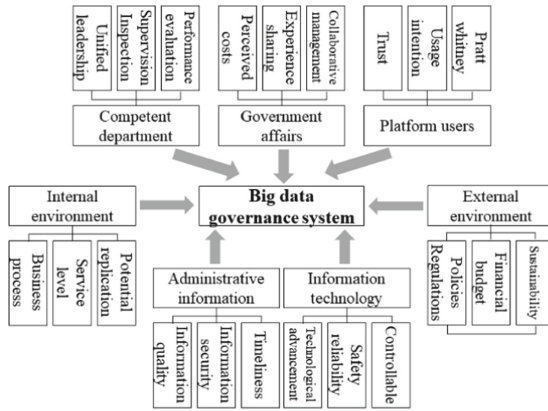 Unified
leadership
Supervision
Inspection
Performance
evaluation
Perceived
costs
Experience
sharing
Collaborative
management
Trust
Usage
intention
Pratt
whitney
Competent
department
Government
affairs
Platform users
Internal
environment
Big data
governance system
External
environment
Business
process
Service
level
Potential
replication
Administrative
information
Information
technology
Policies
Regulations
Financial
budget
Sustainability
Information
quality
Information
security
Timeliness
Technological
advancement
Safety
reliability
Controllable